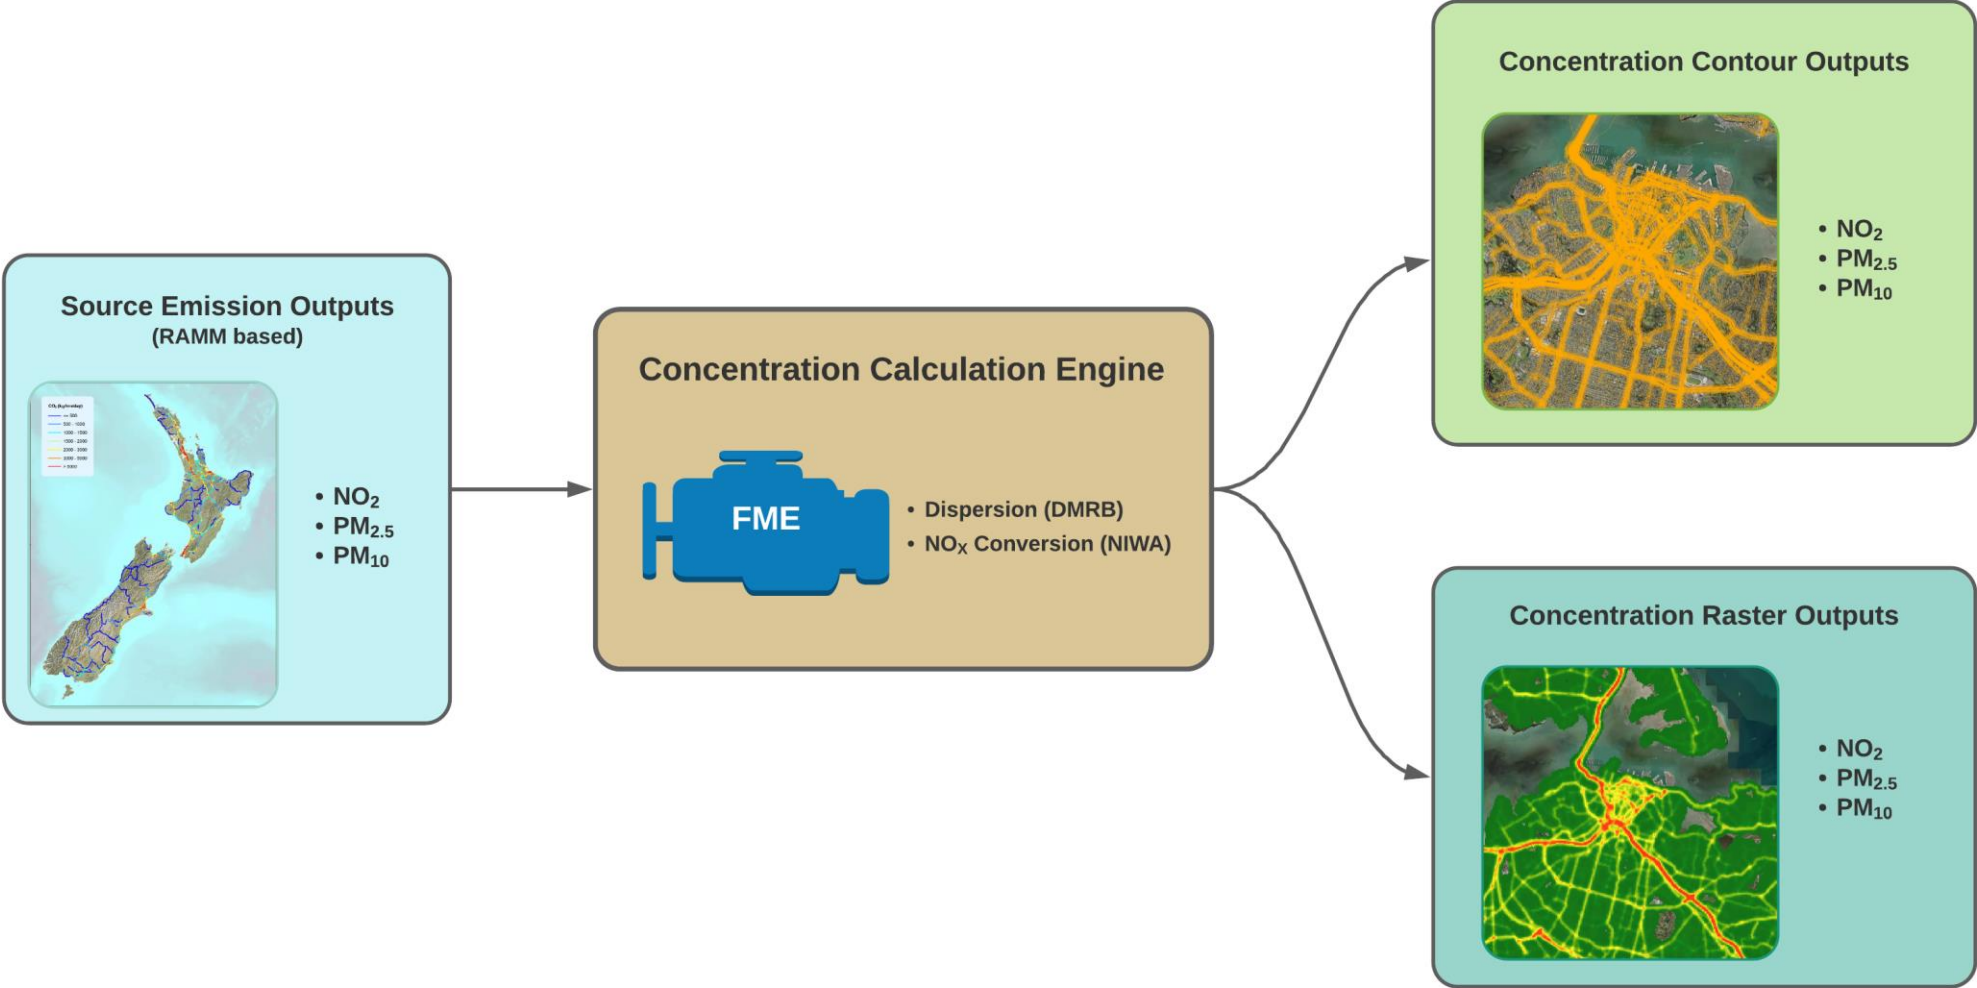 Source Emission Outputs
(RAMM based)
• NO₂
• PM₂.₅
• PM₁₀
Concentration Calculation Engine
FME
• Dispersion (DMRB)
• NOₓ Conversion (NIWA)
Concentration Contour Outputs
• NO₂
• PM₂.₅
• PM₁₀
Concentration Raster Outputs
• NO₂
• PM₂.₅
• PM₁₀